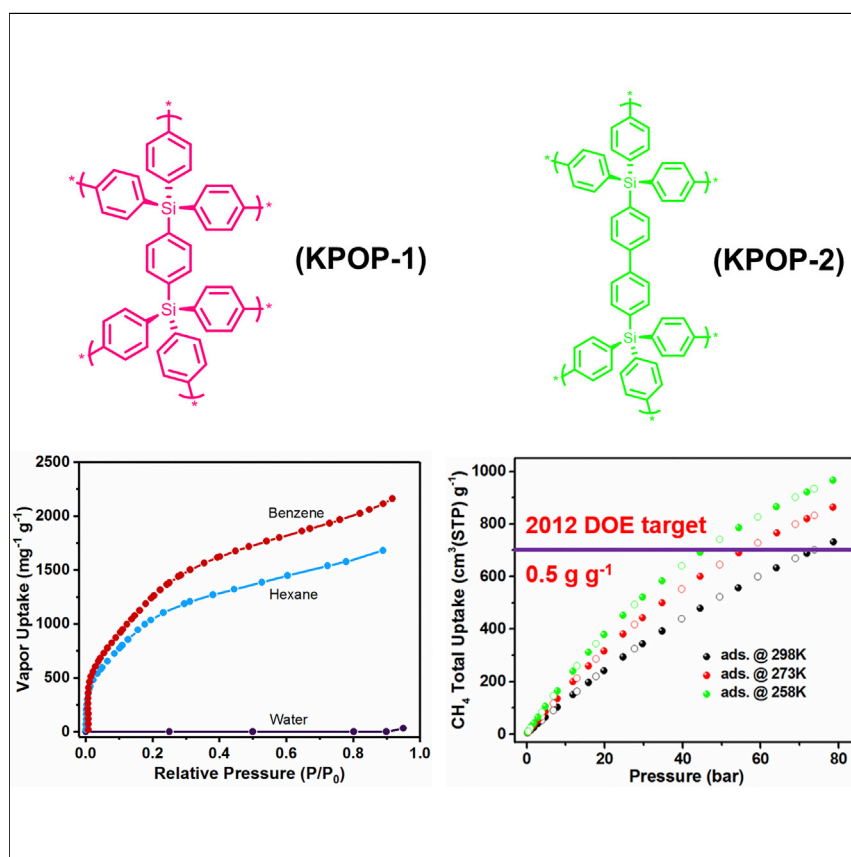 Si
(KPOP-1)
Si
Si
(KPOP-2)
Si
2500
2000
1500
1000
500
0
Vapor Uptake (mg⁻¹ g⁻¹)
Benzene
Hexane
Water
0.0 0.2 0.4 0.6 0.8 1.0
Relative Pressure (P/P₀)
1000
800
600
400
200
0
CH₄ Total Uptake (cm³(STP) g⁻¹)
2012 DOE target
0.5 g g⁻¹
ads. @ 298K
ads. @ 273K
ads. @ 258K
0 20 40 60 80
Pressure (bar)